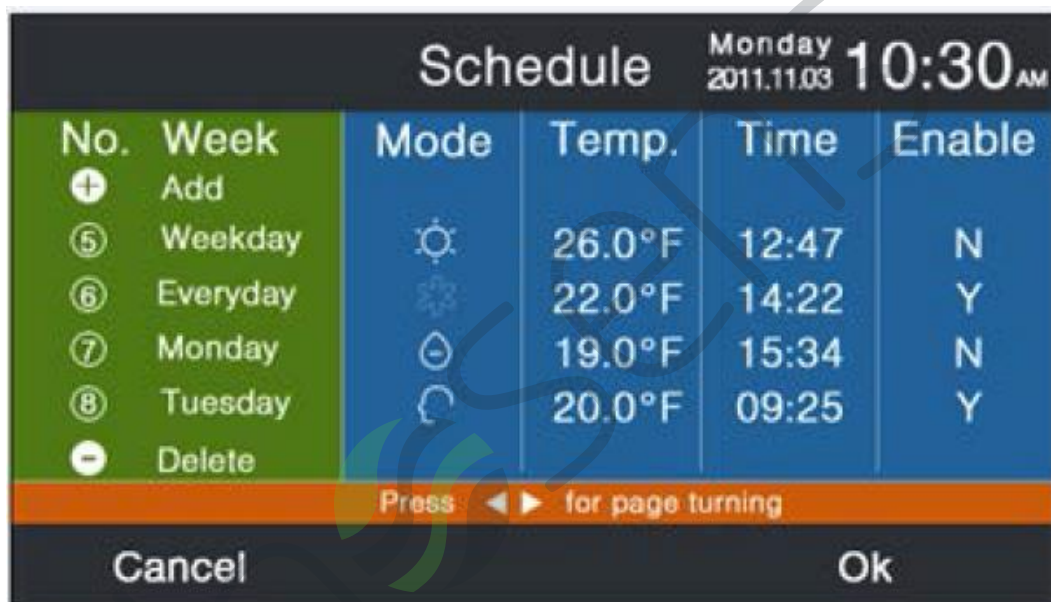 Schedule Monday 2011.11.03 10:30 AM
No. Week Mode Temp. Time Enable
+ Add
⑤ Weekday 26.0°F 12:47 N
⑥ Everyday 22.0°F 14:22 Y
⑦ Monday 19.0°F 15:34 N
⑧ Tuesday 20.0°F 09:25 Y
- Delete
Press ◀ ▶ for page turning
Cancel Ok